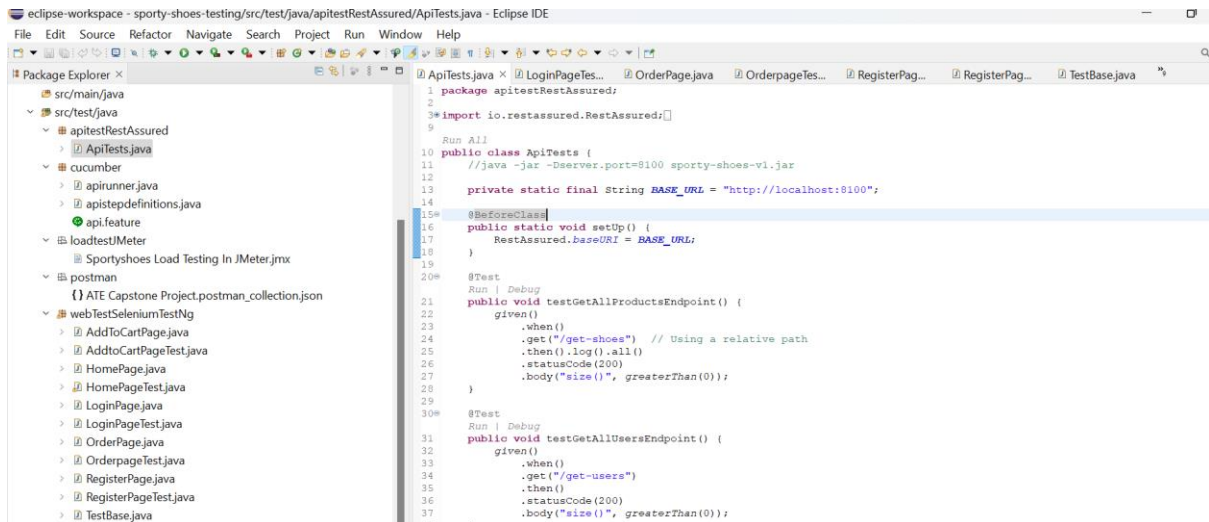 eclipse-workspace - sporty-shoes-testing/src/test/java/apitestRestAssured/ApiTests.java - Eclipse IDE
File Edit Source Refactor Navigate Search Project Run Window Help
Package Explorer ×
src/main/java
src/test/java
apitestRestAssured
ApiTests.java
cucumber
apirunner.java
apistepdefinitions.java
api.feature
loadtestJMeter
Sportyshoes Load Testing In JMeter.jmx
postman
{} ATE Capstone Project.postman_collection.json
webTestSeleniumTestNg
AddToCartPage.java
AddtoCartPageTest.java
HomePage.java
HomePageTest.java
LoginPage.java
LoginPageTest.java
OrderPage.java
OrderpageTest.java
RegisterPage.java
RegisterPageTest.java
TestBase.java
ApiTests.java × LoginPageTes... OrderPage.java OrderpageTes... RegisterPag... RegisterPag... TestBase.java
1 package apitestRestAssured;
2
3 import io.restassured.RestAssured;
9
Run All
10 public class ApiTests {
11 //java -jar -Dserver.port=8100 sporty-shoes-v1.jar
12
13 private static final String BASE_URL = "http://localhost:8100";
14
15 @BeforeClass
16 public static void setUp() {
17 RestAssured.baseURI = BASE_URL;
18 }
19
20 @Test
Run | Debug
21 public void testGetAllProductsEndpoint() {
22 given()
23 .when()
24 .get("/get-shoes") // Using a relative path
25 .then().log().all()
26 .statusCode(200)
27 .body("size()", greaterThan(0));
28 }
29
30 @Test
Run | Debug
31 public void testGetAllUsersEndpoint() {
32 given()
33 .when()
34 .get("/get-users")
35 .then()
36 .statusCode(200)
37 .body("size()", greaterThan(0));